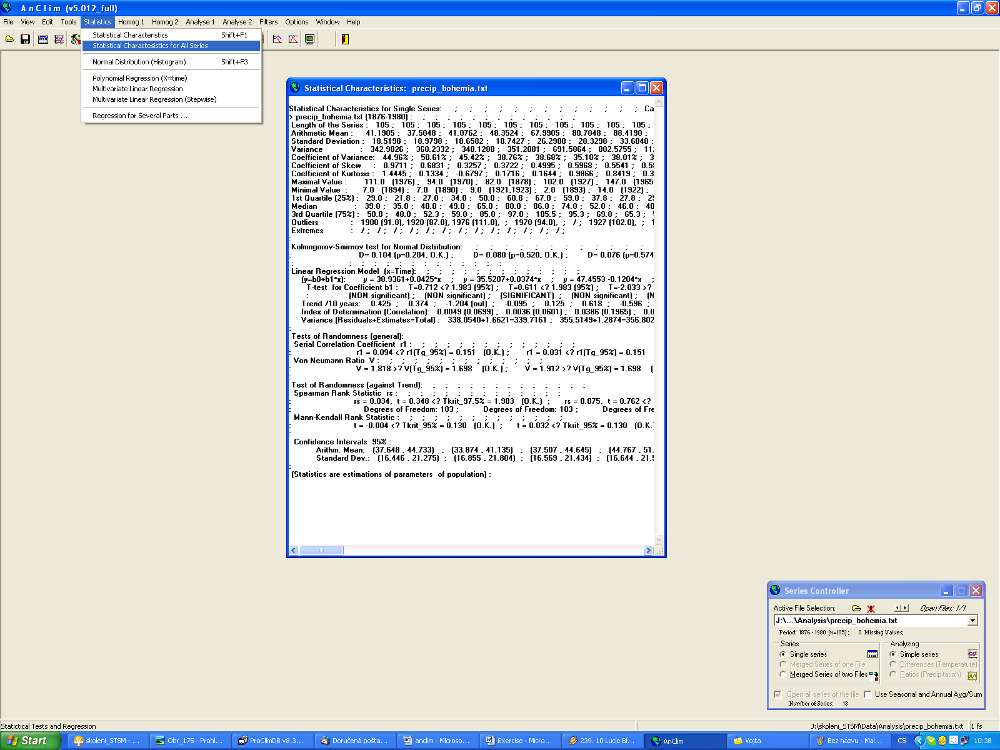 A n C l i m  (v5.012_full)
File View Edit Tools Statistics Homog 1 Homog 2 Analyse 1 Analyse 2 Filters Options Window Help
Statistical Characteristics Shift+F1
Statistical Charactesistics for All Series
Normal Distribution (Histogram) Shift+F3
Polynomial Regression (X=time)
Multivariate Linear Regression
Multivariate Linear Regression (Stepwise)
Regression for Several Parts ...
Statistical Characteristics:  precip_bohemia.txt
Statistical Characteristics for Single Series: ; ; ; ; ; ; ; ; ; ; ; ; ; Ca
> precip_bohemia.txt (1876-1980) : ; ; ; ; ; ; ; ; ; ; ; ; ;
Length of the Series : 105 ; 105 ; 105 ; 105 ; 105 ; 105 ; 105 ; 105 ; 105 ; 105 ; 105 ;
Arithmetic Mean : 41.1905 ; 37.5048 ; 41.0762 ; 48.3524 ; 67.9905 ; 80.7048 ; 88.4190 ;
Standard Deviation : 18.5198 ; 18.9798 ; 18.6582 ; 18.7427 ; 26.2980 ; 28.3298 ; 33.6040 ;
Variance : 342.9826 ; 360.2332 ; 348.1288 ; 351.2881 ; 691.5864 ; 802.5755 ; 11
Coefficient of Variance: 44.96% ; 50.61% ; 45.42% ; 38.76% ; 38.68% ; 35.10% ; 38.01% ; 3
Coefficient of Skew : 0.9711 ; 0.6831 ; 0.3257 ; 0.3722 ; 0.4995 ; 0.5968 ; 0.5541 ; 0.5
Coefficient of Kurtosis : 1.4445 ; 0.1334 ; -0.6797 ; 0.1716 ; 0.1644 ; 0.9866 ; 0.8419 ; 0.3
Maximal Value : 111.0 (1976) ; 94.0 (1970) ; 82.0 (1878) ; 102.0 (1927) ; 147.0 (1965
Minimal Value : 7.0 (1894) ; 7.0 (1890) ; 9.0 (1921,1923) ; 2.0 (1893) ; 14.0 (1922) ;
1st Quartile (25%) : 29.0 ; 21.8 ; 27.0 ; 34.0 ; 50.0 ; 60.8 ; 67.0 ; 59.0 ; 37.8 ; 27.8 ; 2
Median : 39.0 ; 35.0 ; 40.0 ; 49.0 ; 65.0 ; 80.0 ; 86.0 ; 74.0 ; 52.0 ; 46.0 ; 40
3rd Quartile (75%) : 50.0 ; 48.0 ; 52.3 ; 59.0 ; 85.0 ; 97.0 ; 105.5 ; 95.3 ; 69.8 ; 65.3 ;
Outliers : 1900 (91.0), 1920 (87.0), 1976 (111.0), ; 1970 (94.0), ; / ; 1927 (102.0), ; 1
Extremes : / ; / ; / ; / ; / ; / ; / ; / ; / ; / ; / ; / ; / ;
:
Kolmogorov-Smirnov test for Normal Distribution: ; ; ; ; ; ; ; ; ; ; ;
: D= 0.104 (p=0.204, O.K.) ; D= 0.080 (p=0.520, O.K.) ; D= 0.076 (p=0.574
: ; ; ; ; ; ; ; ; ; ; ; ; ;
Linear Regression Model (x=Time): ; ; ; ; ; ; ; ; ; ; ; ; ;
(y=b0+b1*x): y = 38.9361+0.0425*x ; y = 35.5207+0.0374*x ; y = 47.4553 -0.1204*x ;
T-test for Coefficient b1 : T=0.712 <? 1.983 (95%) ; T=0.611 <? 1.983 (95%) ; T=-2.033 >?
: (NON significant) ; (NON significant) ; (SIGNIFICANT) ; (NON significant) ; (N
Trend /10 years: 0.425 ; 0.374 ; -1.204 (out) ; -0.095 ; 0.125 ; 0.618 ; -0.596 ;
Index of Determination (Correlation): 0.0049 (0.0699) ; 0.0036 (0.0601) ; 0.0386 (0.1965) ; 0.0
Variance (Residuals+Estimates=Total) : 338.0540+1.6621=339.7161 ; 355.5149+1.2874=356.802
:
Tests of Randomness (general):
Serial Correlation Coefficient r1 : ; ; ; ; ; ; ; ; ; ; ; ; ;
: r1 = 0.094 <? r1(Tg_95%) = 0.151 (O.K.) ; r1 = 0.031 <? r1(Tg_95%) = 0.151
Von Neumann Ratio V : ; ; ; ; ; ; ; ; ; ; ; ; ;
: V = 1.818 >? V(Tg_95%) = 1.698 (O.K.) ; V = 1.912 >? V(Tg_95%) = 1.698 (
:
Test of Randomness (against Trend): ; ; ; ; ; ; ; ; ; ; ; ; ;
Spearman Rank Statistic rs : ; ; ; ; ; ; ; ; ; ; ; ; ;
: rs = 0.034, t = 0.348 <? Tkrit_97.5% = 1.983 (O.K.) ; rs = 0.075, t = 0.762 <?
: Degrees of Freedom: 103 ; Degrees of Freedom: 103 ; Degrees of Fre
Mann-Kendall Rank Statistic : ; ; ; ; ; ; ; ; ; ; ; ; ;
: t = -0.004 <? Tkrit_95% = 0.130 (O.K.) ; t = 0.032 <? Tkrit_95% = 0.130 (O.K.)
:
Confidence Intervals 95% :
Arithm. Mean: (37.648 , 44.733) ; (33.874 , 41.135) ; (37.507 , 44.645) ; (44.767 , 51.
Standard Dev.: (16.446 , 21.275) ; (16.855 , 21.804) ; (16.569 , 21.434) ; (16.644 , 21.5
:
(Statistics are estimations of parameters of population) :
Series Controller
Active File Selection: Open Files: 1/1
J:\...\Analysis\precip_bohemia.txt
Period: 1876 - 1980 (n=105) ; 0 Missing Values;
Series Analyzing
Single series Simple series
Merged Series of one File Differences (Temperature)
Merged Series of two Files Ratios (Precipitation)
Open all series of the file Use Seasonal and Annual Avg/Sum
Number of Series: 13
Statictical Tests and Regression J:\skoleni_STSM\Data\Analysis\precip_bohemia.txt 1 fs
Start skoleni_STSM - ... Obr_175 - Prohl... ProClimDB v8.3... Doručená pošta... anclim - Microso... Exercise - Micro... 239. 10 Lucie Bí... AnClim Vojta Bez názvu - Mal... CS 10:38